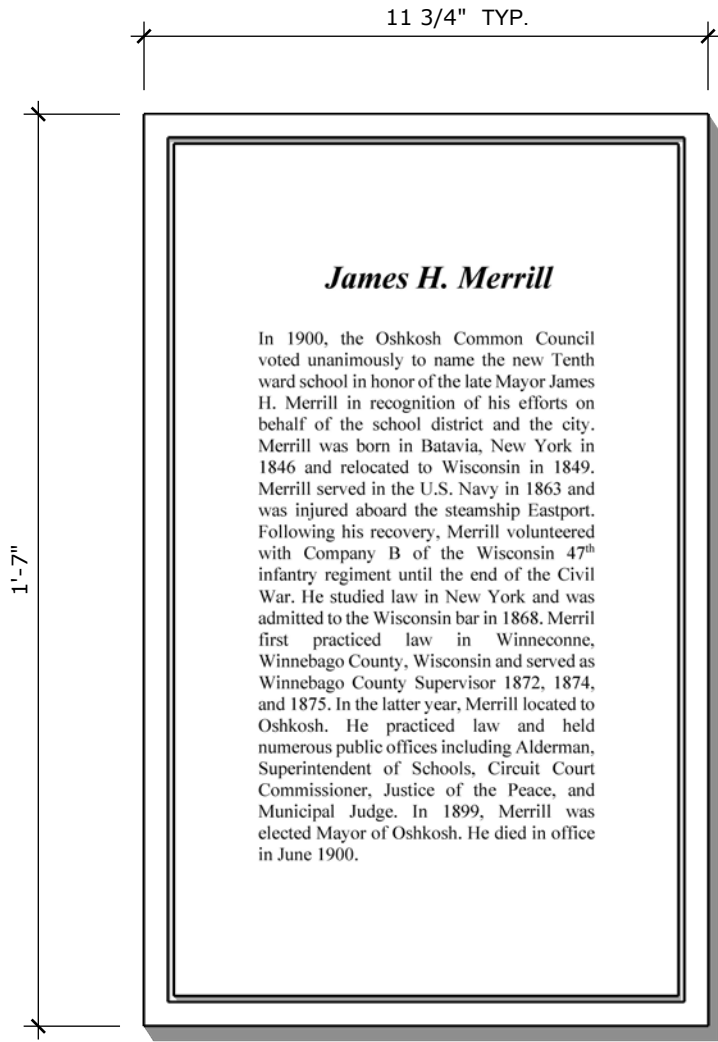 11 3/4" TYP.
1'-7"
James H. Merrill
In 1900, the Oshkosh Common Council
voted unanimously to name the new Tenth
ward school in honor of the late Mayor James
H. Merrill in recognition of his efforts on
behalf of the school district and the city.
Merrill was born in Batavia, New York in
1846 and relocated to Wisconsin in 1849.
Merrill served in the U.S. Navy in 1863 and
was injured aboard the steamship Eastport.
Following his recovery, Merrill volunteered
with Company B of the Wisconsin 47th
infantry regiment until the end of the Civil
War. He studied law in New York and was
admitted to the Wisconsin bar in 1868. Merril
first practiced law in Winneconne,
Winnebago County, Wisconsin and served as
Winnebago County Supervisor 1872, 1874,
and 1875. In the latter year, Merrill located to
Oshkosh. He practiced law and held
numerous public offices including Alderman,
Superintendent of Schools, Circuit Court
Commissioner, Justice of the Peace, and
Municipal Judge. In 1899, Merrill was
elected Mayor of Oshkosh. He died in office
in June 1900.